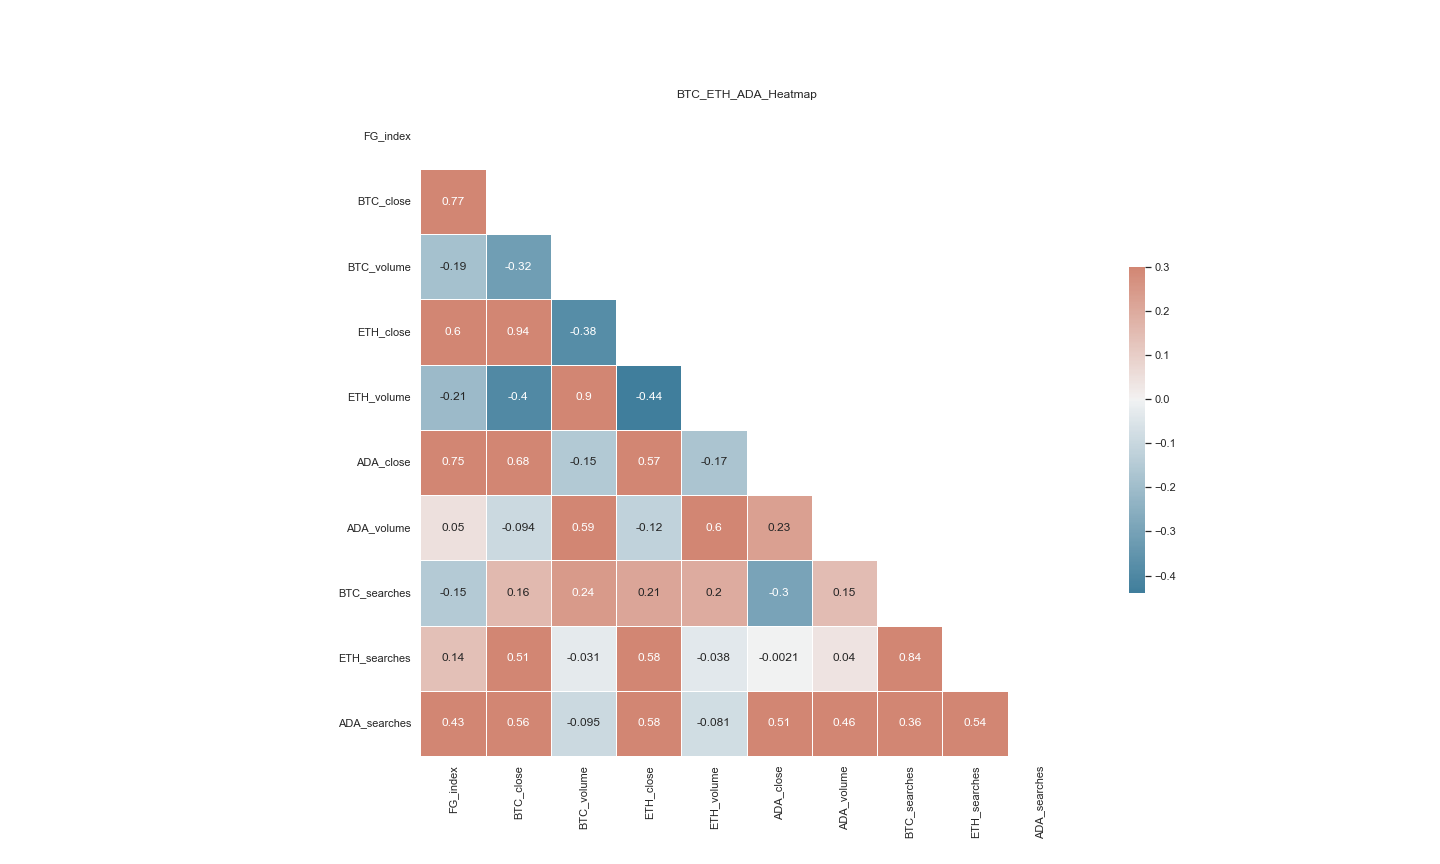 BTC_ETH_ADA_Heatmap
FG_index
BTC_close 0.77
BTC_volume -0.19 -0.32
ETH_close 0.6 0.94 -0.38
ETH_volume -0.21 -0.4 0.9 -0.44
ADA_close 0.75 0.68 -0.15 0.57 -0.17
ADA_volume 0.05 -0.094 0.59 -0.12 0.6 0.23
BTC_searches -0.15 0.16 0.24 0.21 0.2 -0.3 0.15
ETH_searches 0.14 0.51 -0.031 0.58 -0.038 -0.0021 0.04 0.84
ADA_searches 0.43 0.56 -0.095 0.58 -0.081 0.51 0.46 0.36 0.54
FG_index BTC_close BTC_volume ETH_close ETH_volume ADA_close ADA_volume BTC_searches ETH_searches ADA_searches
0.3
0.2
0.1
0.0
−0.1
−0.2
−0.3
−0.4